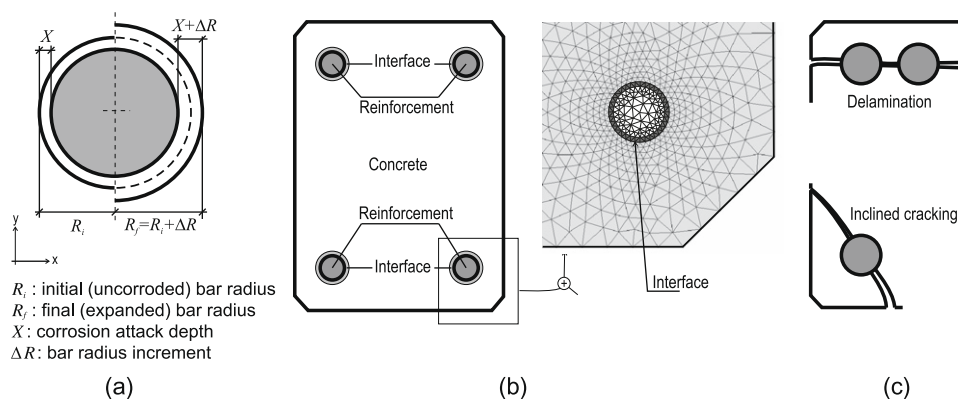 X
X+ΔR
R_i
R_f=R_i+ΔR
y
x
R_i : initial (uncorroded) bar radius
R_f : final (expanded) bar radius
X : corrosion attack depth
ΔR : bar radius increment
(a)
Interface
Reinforcement
Concrete
Reinforcement
Interface
Interface
(b)
Delamination
Inclined cracking
(c)